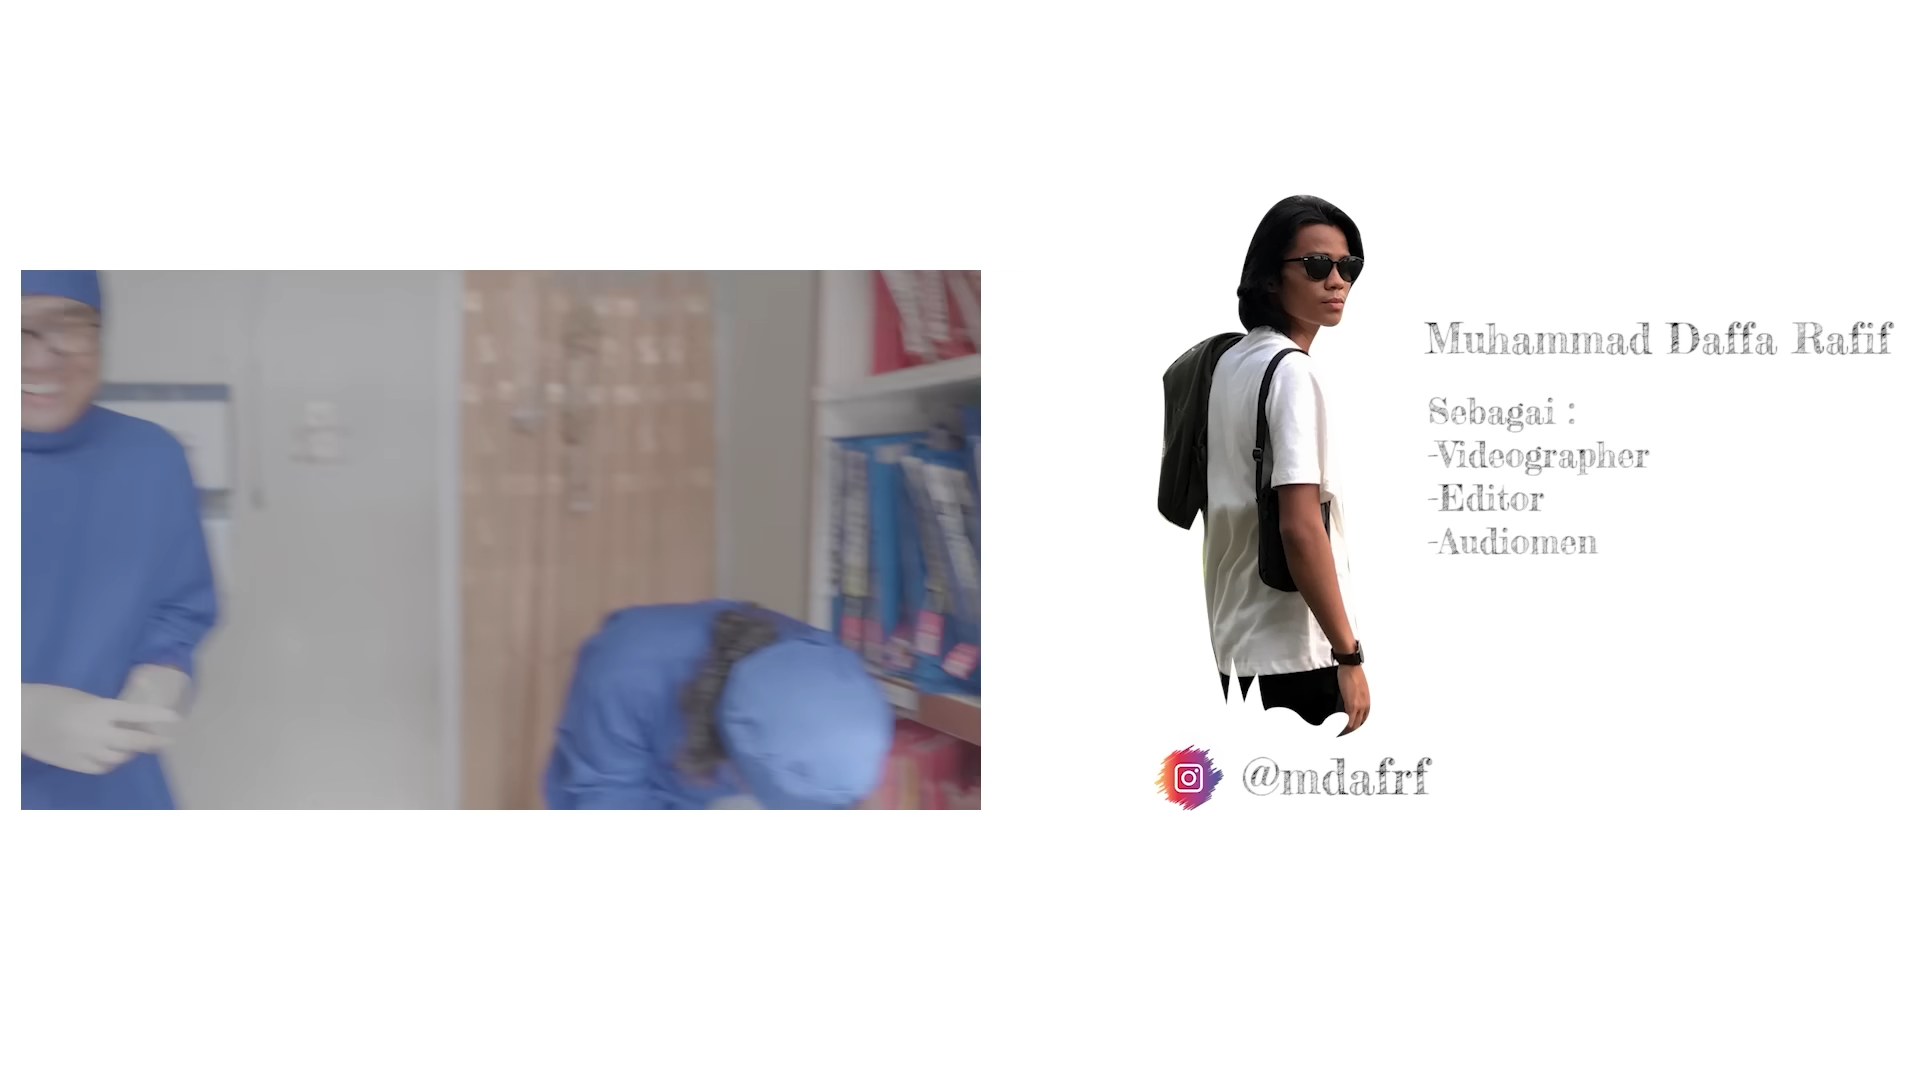 Muhammad Daffa Rafif
Sebagai :
-Videographer
-Editor
-Audiomen
@mdafrf